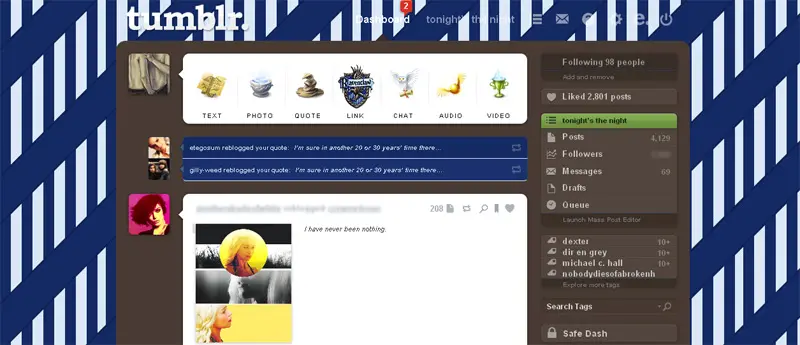 tumblr.
2
Dashboard
tonight's the night
Following 98 people
Add and remove
Liked 2,801 posts
Ravenclaw
TEXT PHOTO QUOTE LINK CHAT AUDIO VIDEO
tonight's the night
Posts 4,129
Followers
Messages 69
Drafts
Queue
Launch Mass Post Editor
etegosum reblogged your quote: I'm sure in another 20 or 30 years' time there...
gilly-weed reblogged your quote: I'm sure in another 20 or 30 years' time there...
208
I have never been nothing.
dexter 10+
dir en grey 10+
michael c. hall 10+
nobodydiesofabrokenh
Explore more tags
Search Tags
Safe Dash